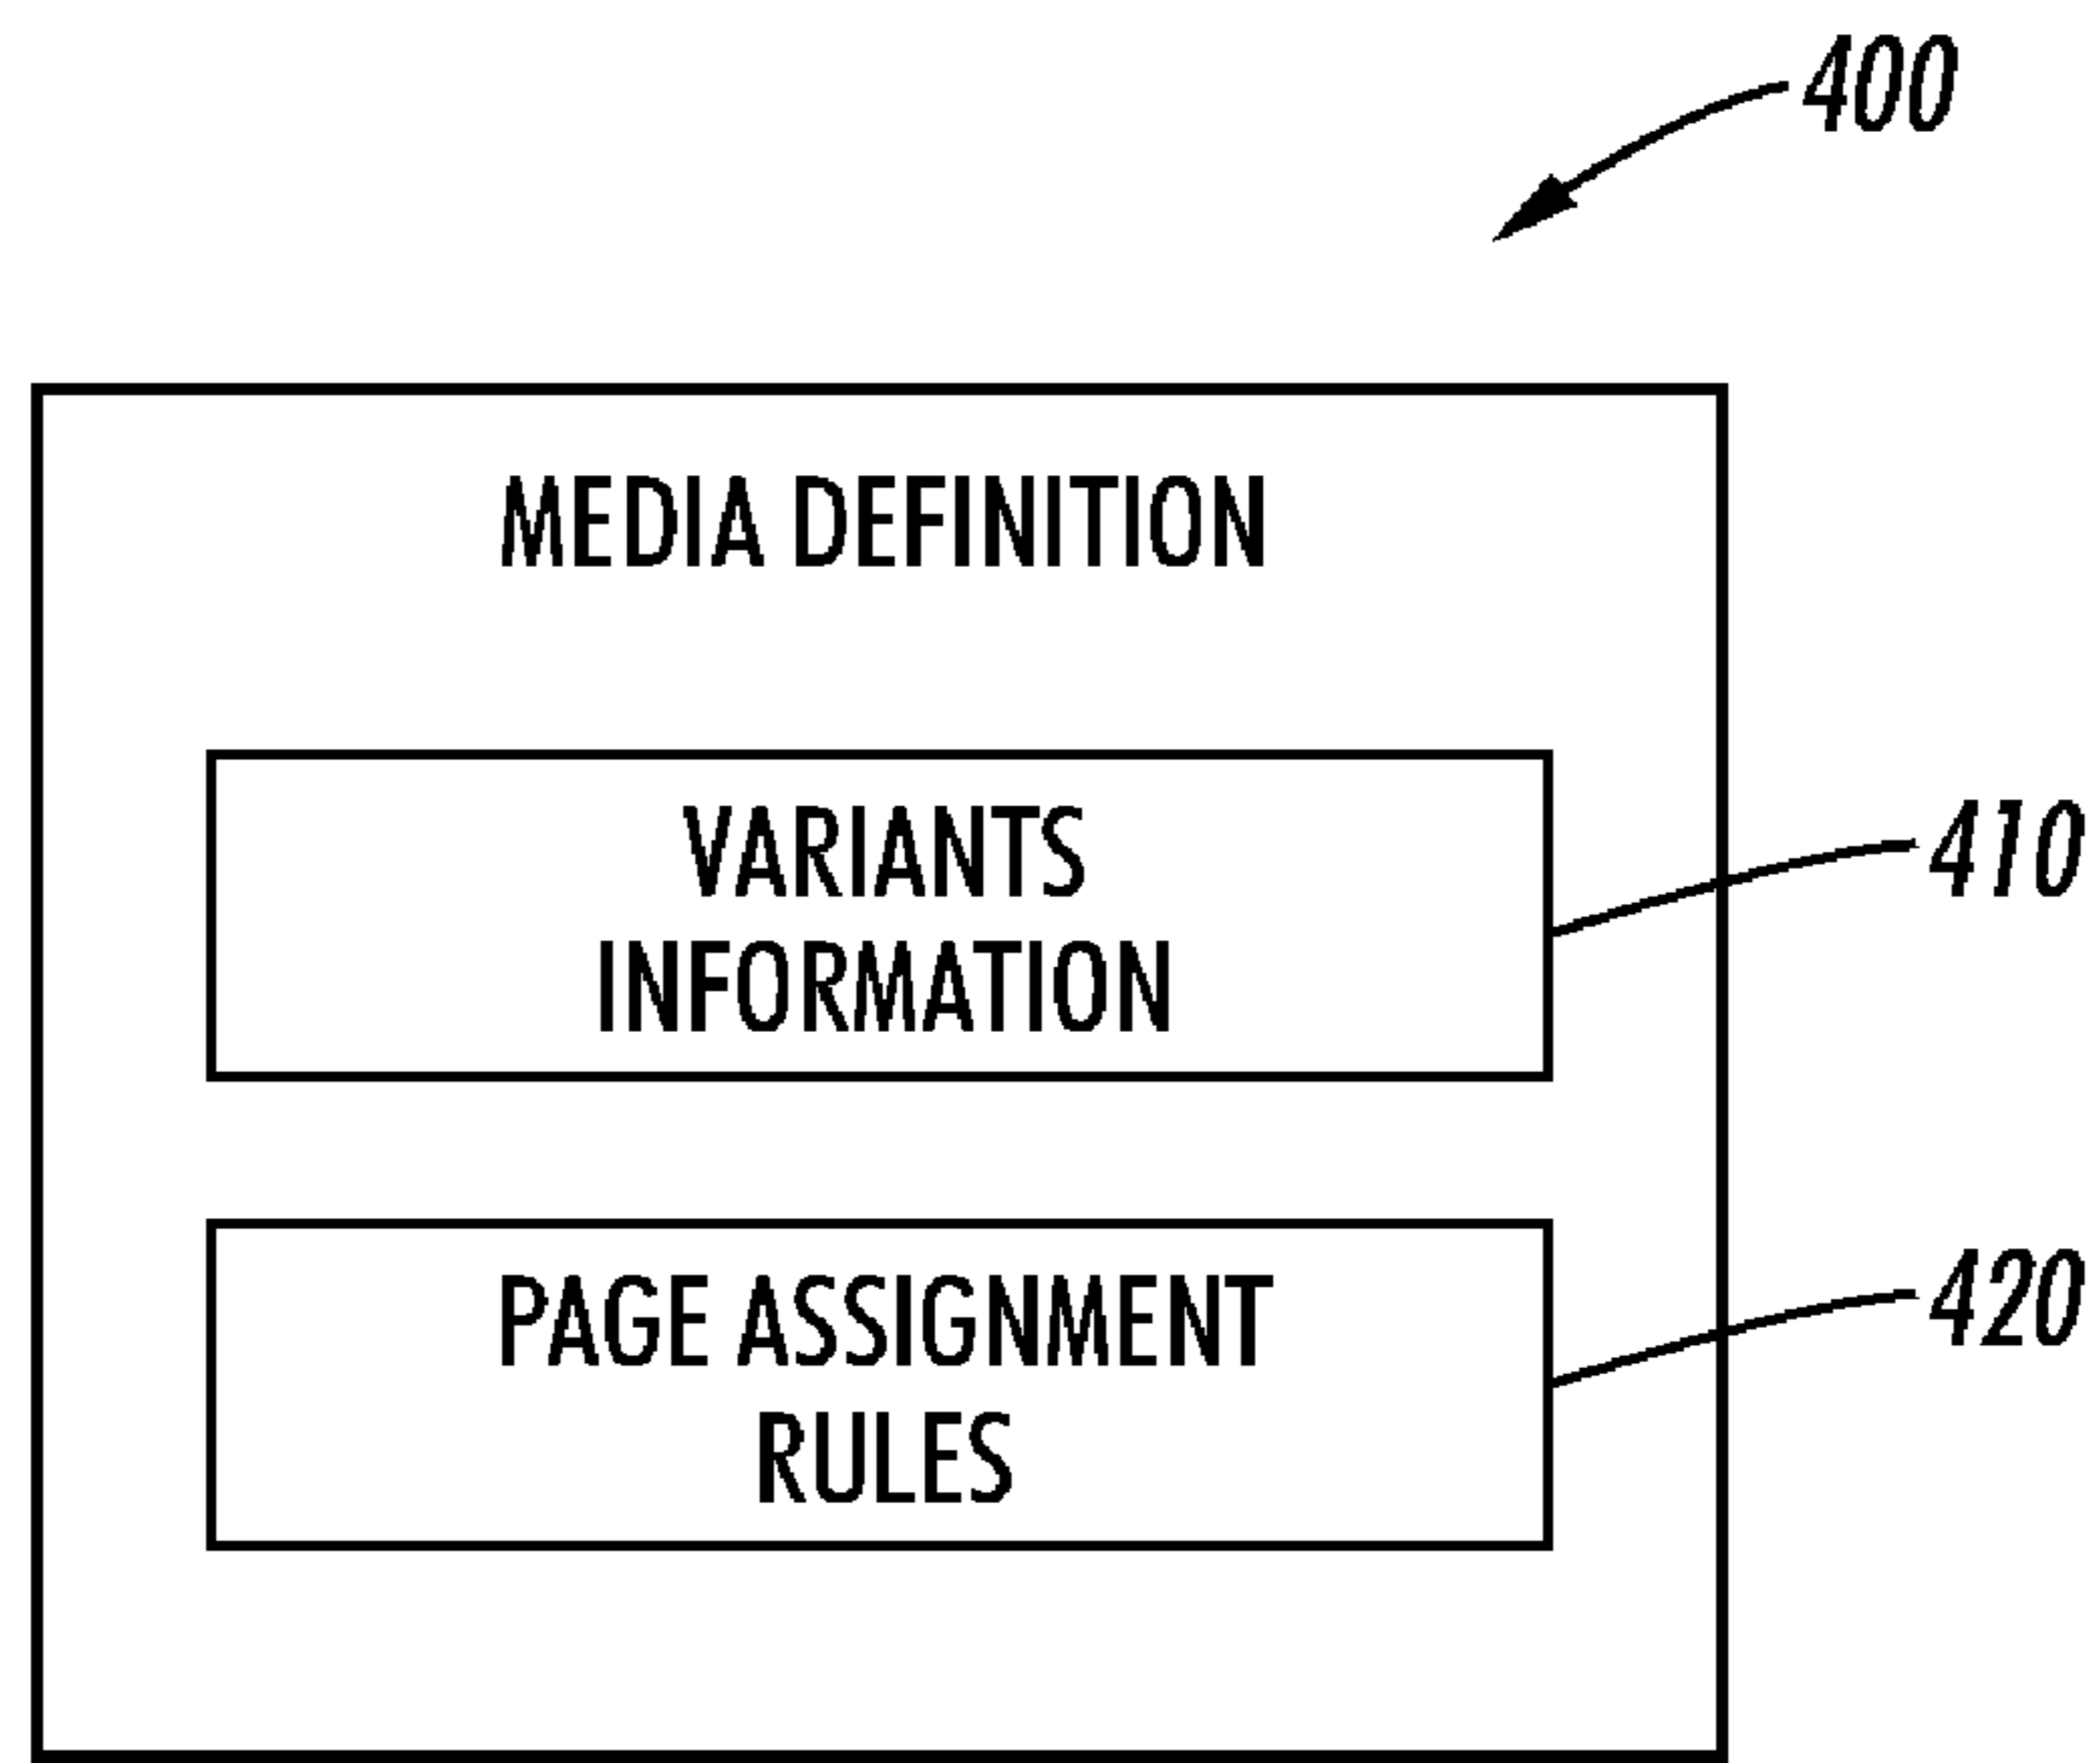 400
MEDIA DEFINITION
VARIANTS
INFORMATION
410
PAGE ASSIGNMENT
RULES
420